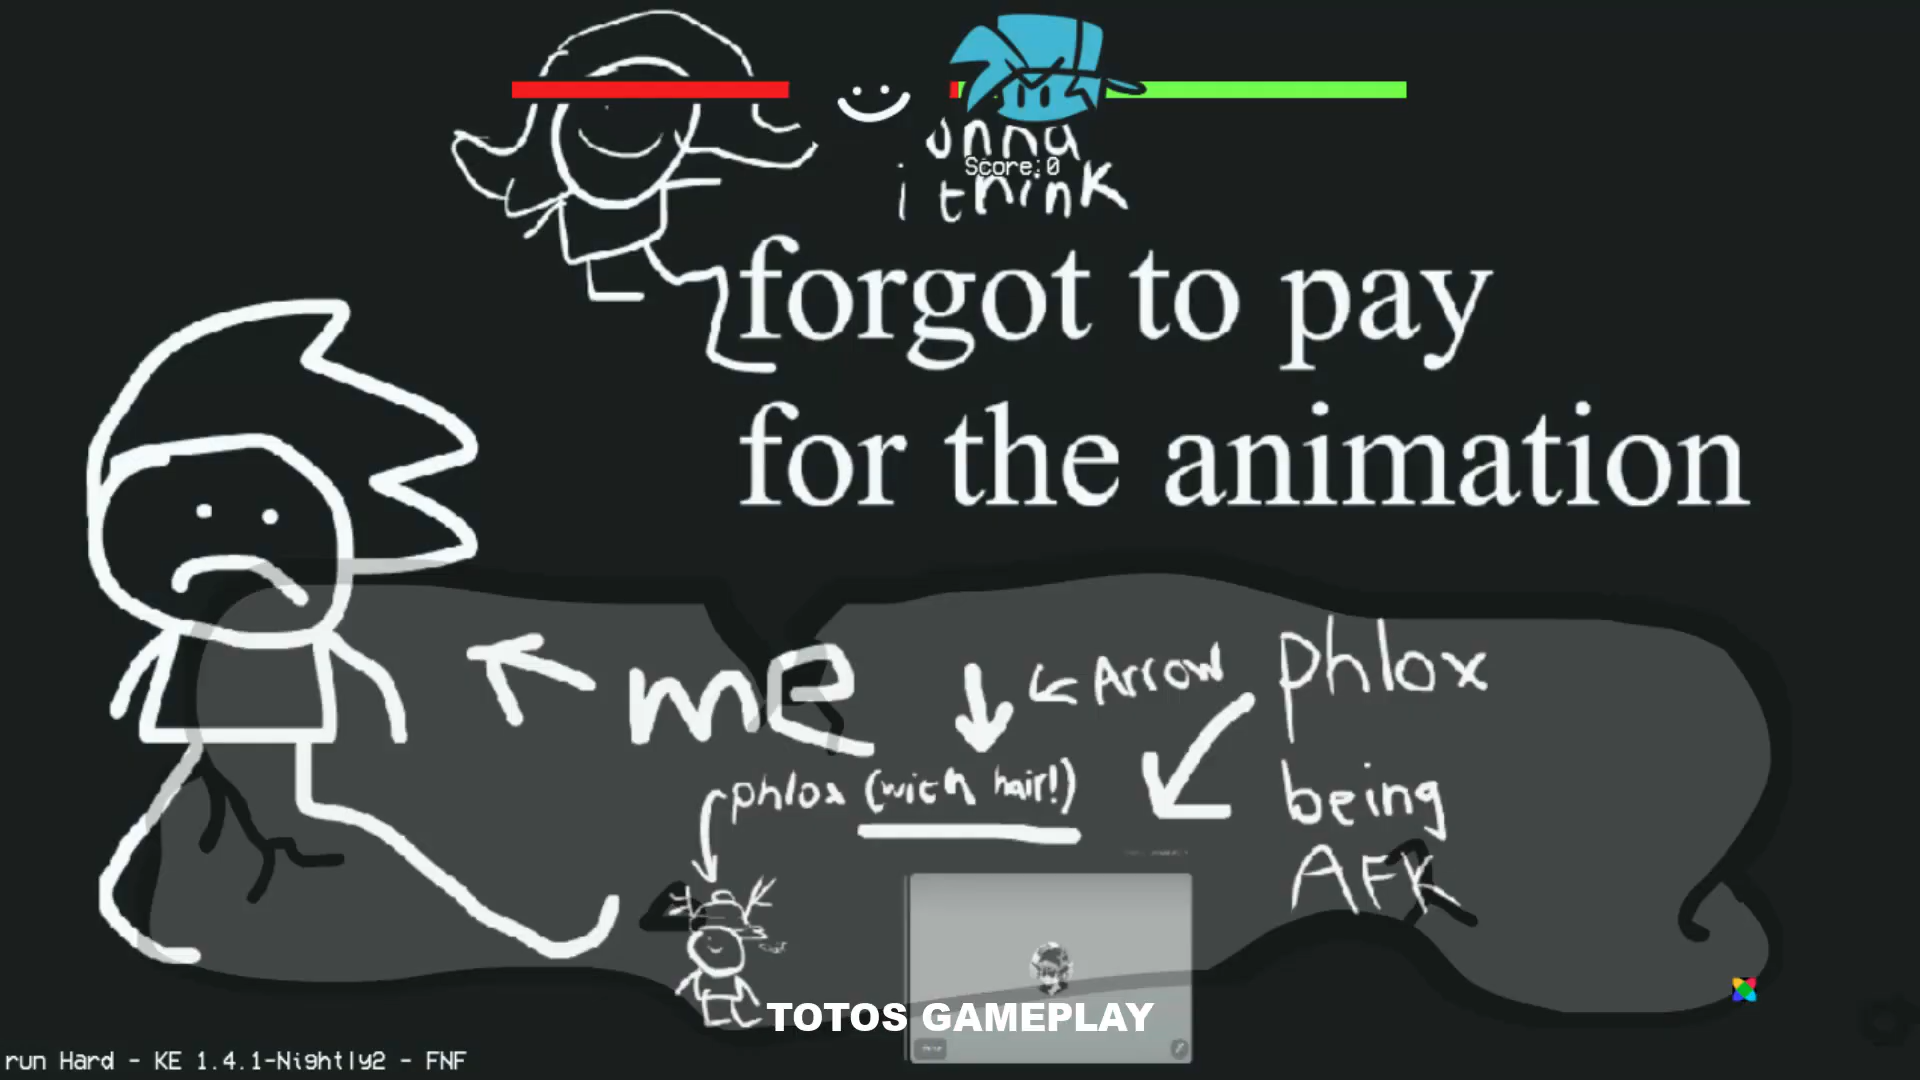 Score:0
i think
forgot to pay
for the animation
me
Arrow
phlox
being
AFK
phlox (with hair!)
TOTOS GAMEPLAY
run Hard - KE 1.4.1-Nightly2 - FNF